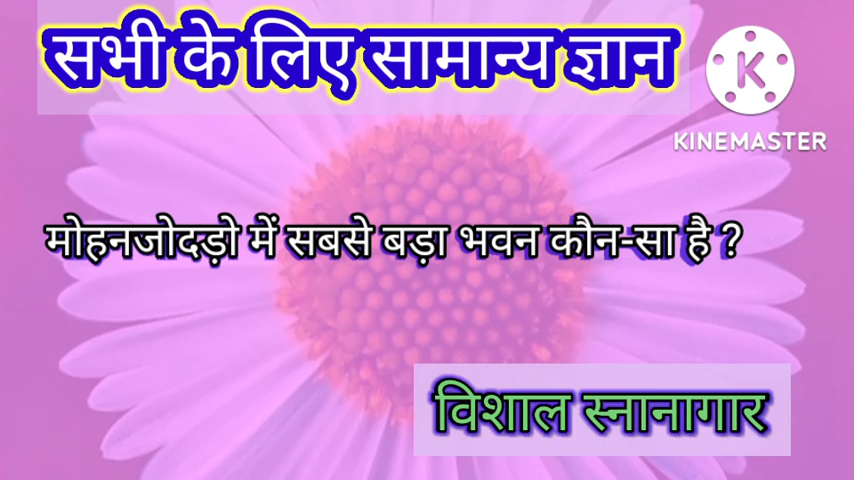 सभी के लिए सामान्य ज्ञान
KINEMASTER
मोहनजोदड़ो में सबसे बड़ा भवन कौन-सा है ?
विशाल स्नानागार